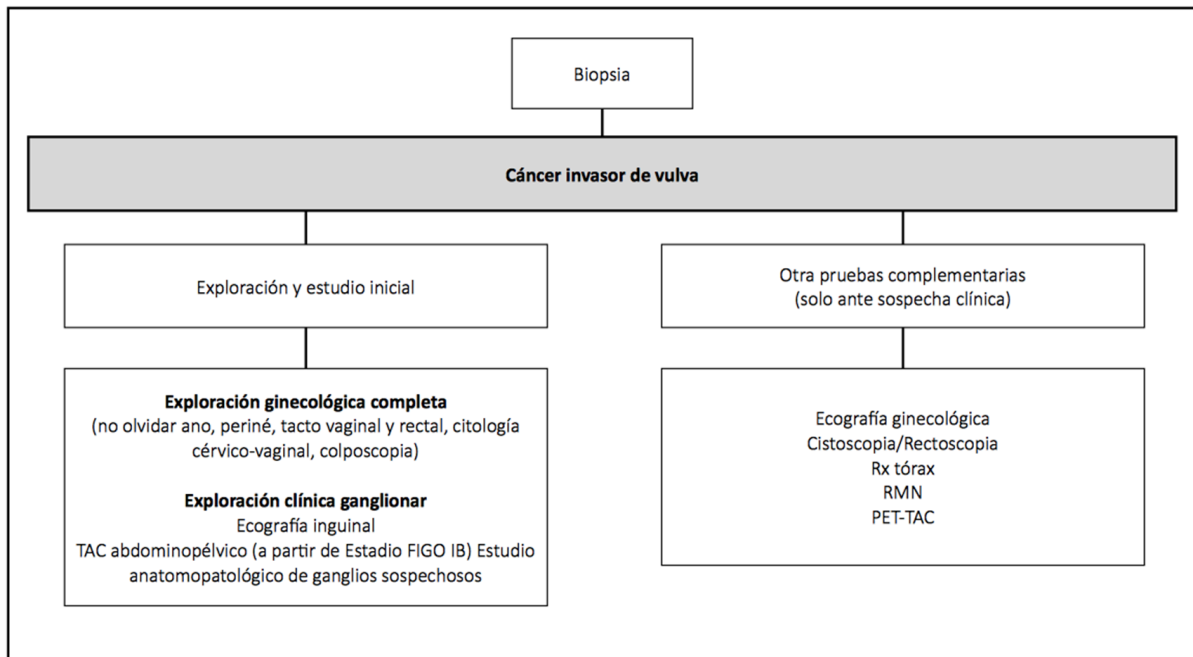 Biopsia
Cáncer invasor de vulva
Exploración y estudio inicial
Otra pruebas complementarias
(solo ante sospecha clínica)
Exploración ginecológica completa
(no olvidar ano, periné, tacto vaginal y rectal, citología
cérvico-vaginal, colposcopia)
Exploración clínica ganglionar
Ecografía inguinal
TAC abdominopélvico (a partir de Estadio FIGO IB) Estudio
anatomopatológico de ganglios sospechosos
Ecografía ginecológica
Cistoscopia/Rectoscopia
Rx tórax
RMN
PET-TAC